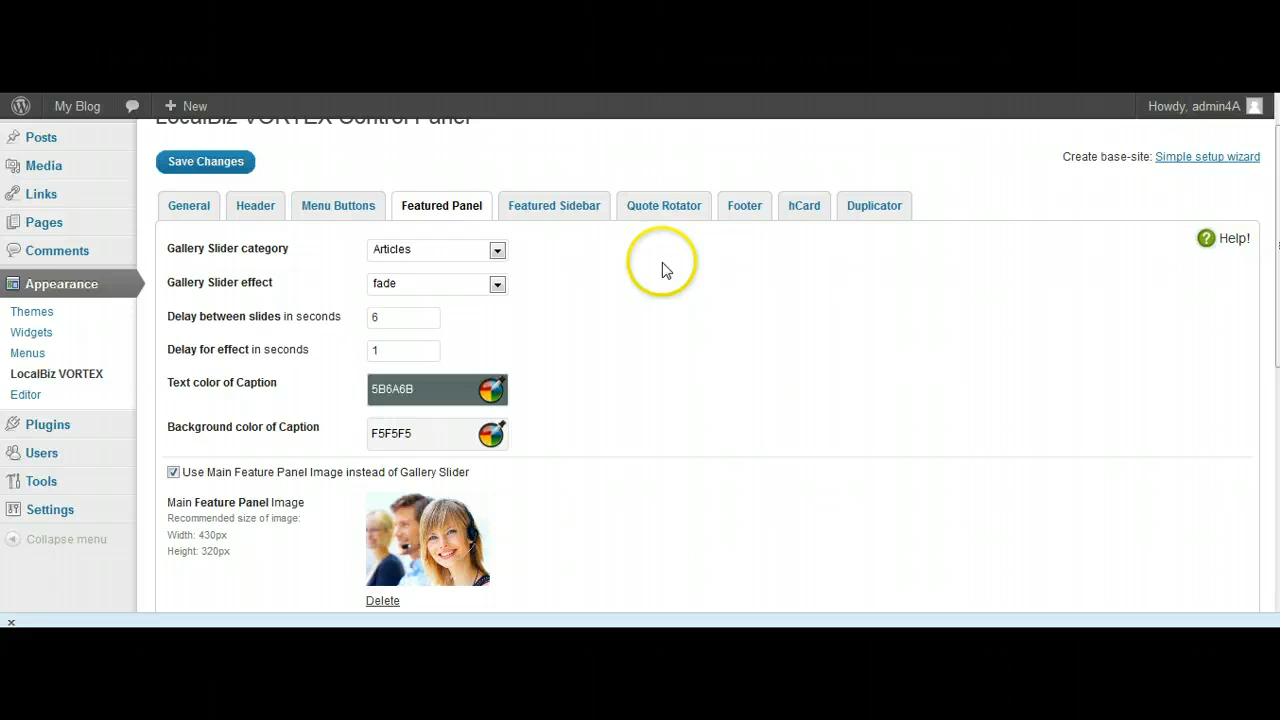 My Blog
New
Howdy, admin4A
LocalBiz VORTEX Control Panel
Posts
Media
Links
Pages
Comments
Appearance
Themes
Widgets
Menus
LocalBiz VORTEX
Editor
Plugins
Users
Tools
Settings
Collapse menu
Save Changes
Create base-site: Simple setup wizard
General Header Menu Buttons Featured Panel Featured Sidebar Quote Rotator Footer hCard Duplicator
? Help!
Gallery Slider category Articles
Gallery Slider effect fade
Delay between slides in seconds 6
Delay for effect in seconds 1
Text color of Caption 5B6A6B
Background color of Caption F5F5F5
Use Main Feature Panel Image instead of Gallery Slider
Main Feature Panel Image
Recommended size of image:
Width: 430px
Height: 320px
Delete
x